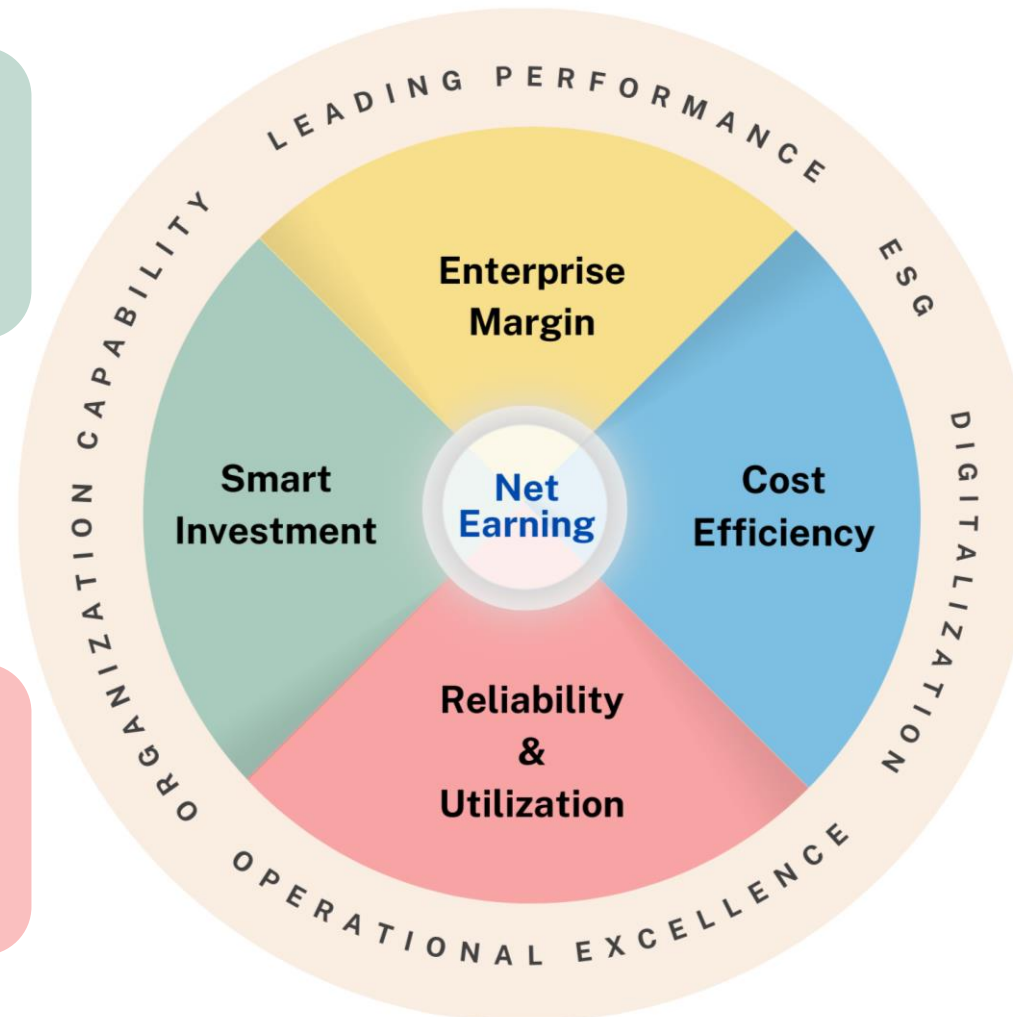 LEADING PERFORMANCE
ESG
DIGITALIZATION
OPERATIONAL EXCELLENCE
ORGANIZATION CAPABILITY
Enterprise
Margin
Smart
Investment
Net
Earning
Cost
Efficiency
Reliability
&
Utilization